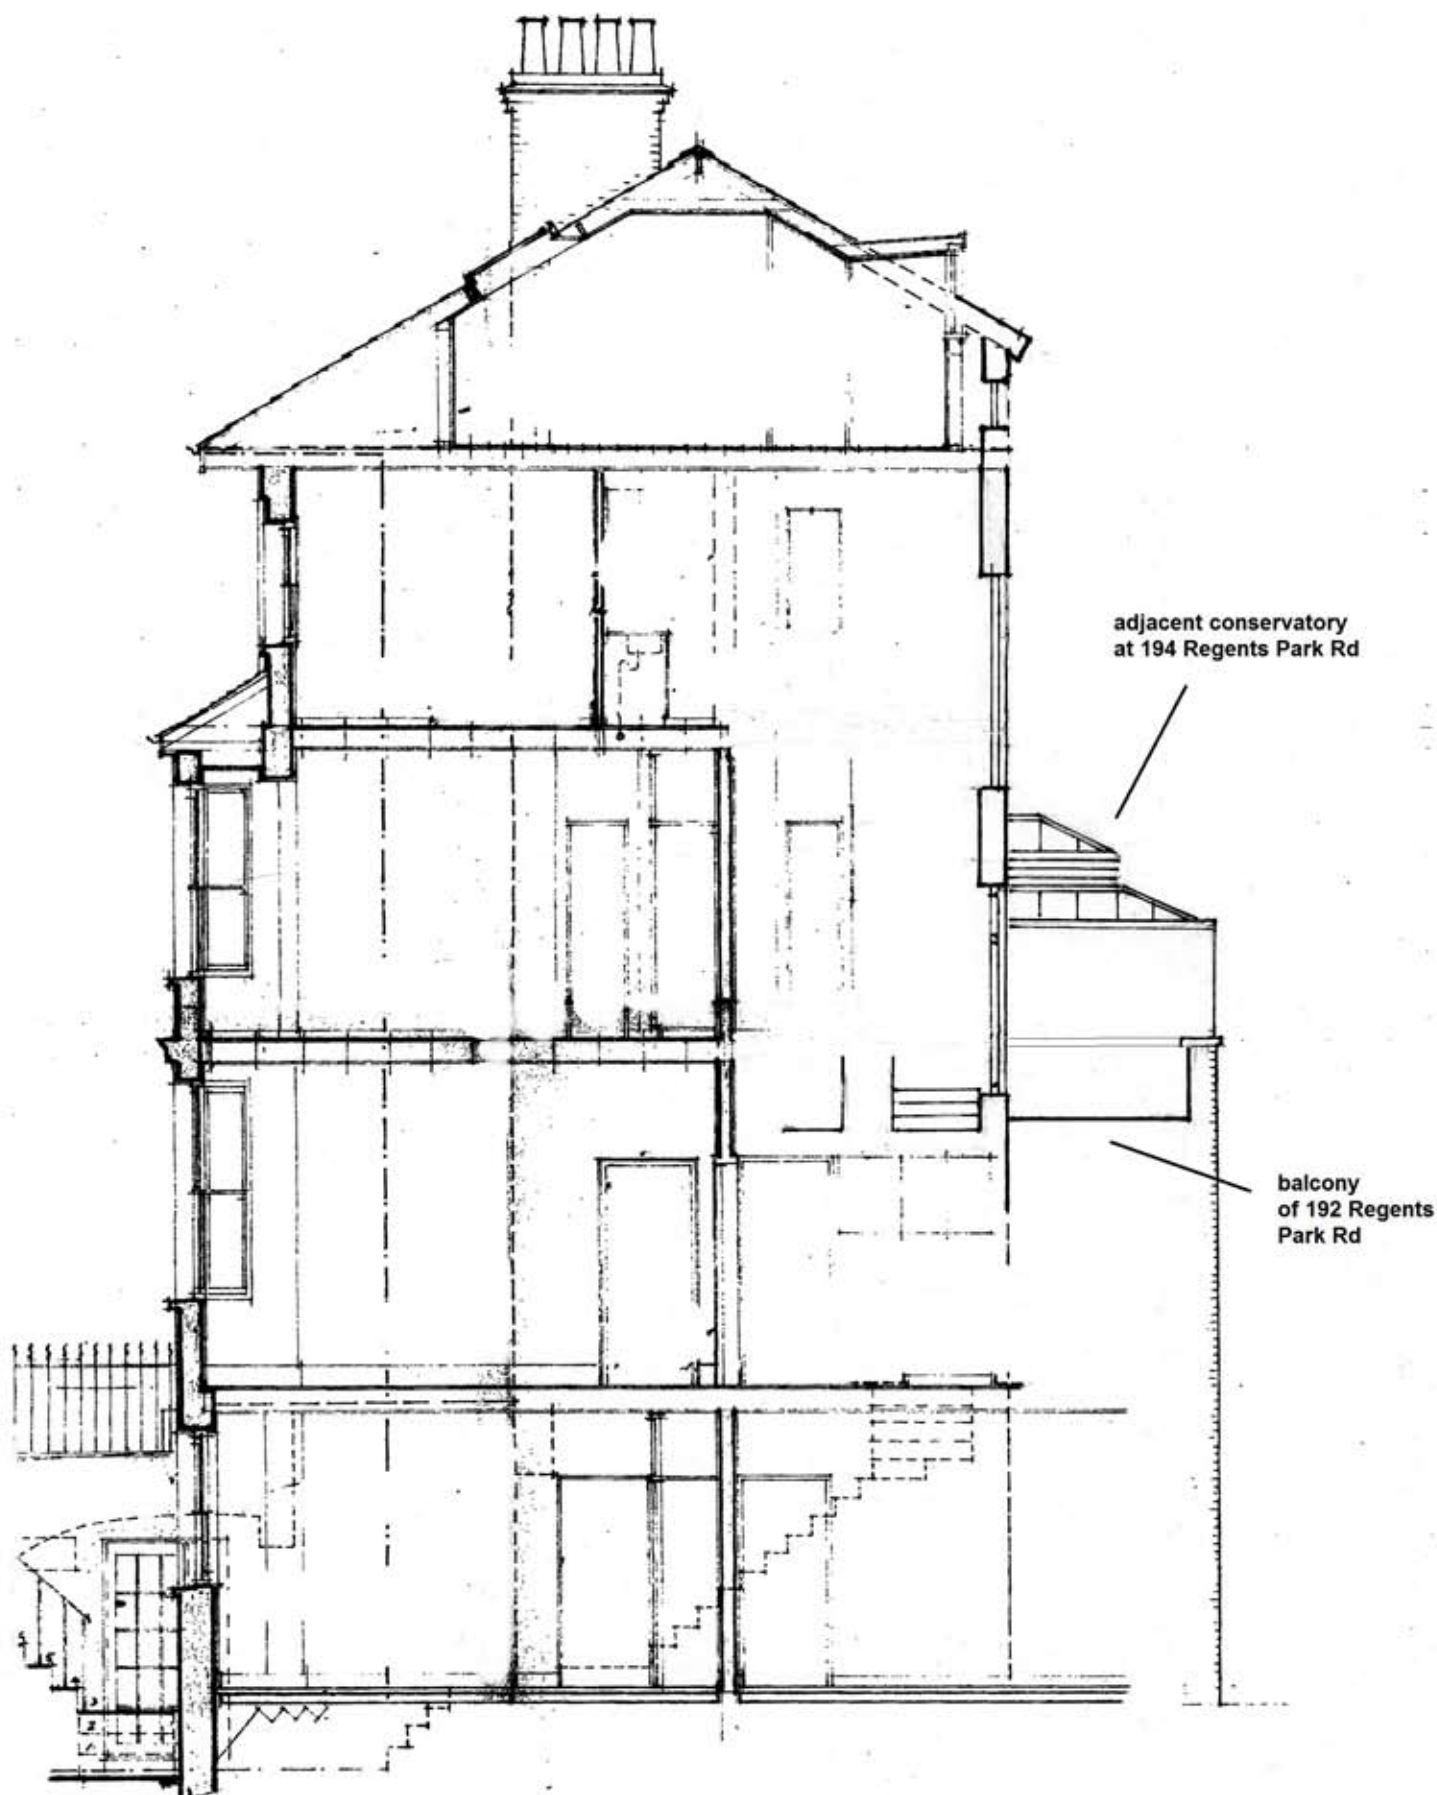 adjacent conservatory
at 194 Regents Park Rd
balcony
of 192 Regents
Park Rd